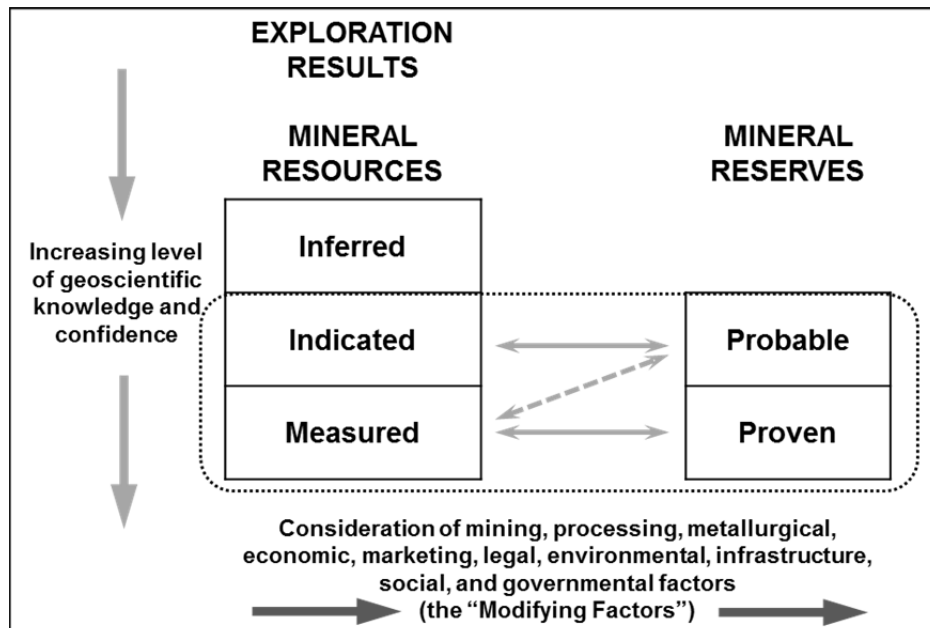 EXPLORATION
RESULTS
MINERAL
RESOURCES
MINERAL
RESERVES
Inferred
Increasing level
of geoscientific
knowledge and
confidence
Indicated
Probable
Measured
Proven
Consideration of mining, processing, metallurgical,
economic, marketing, legal, environmental, infrastructure,
social, and governmental factors
(the “Modifying Factors”)